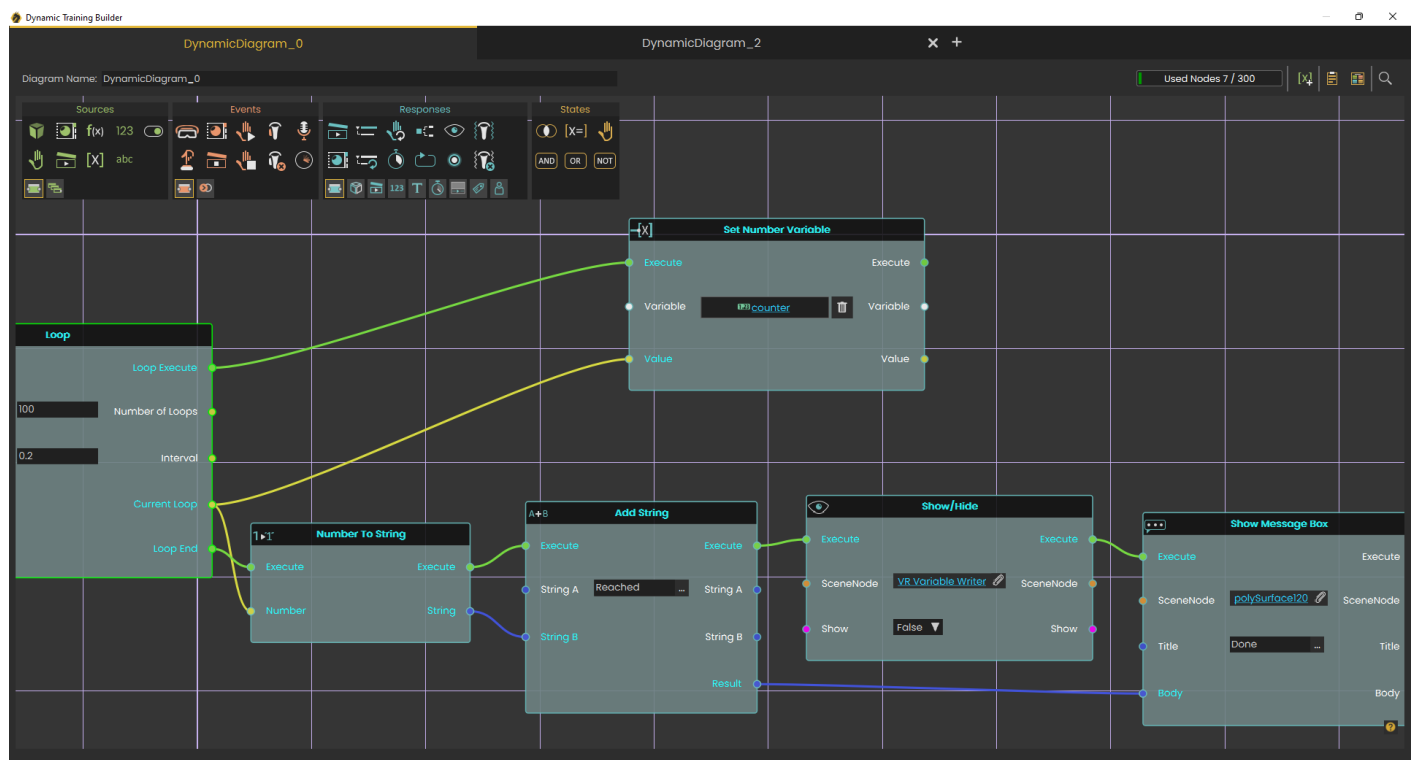 Dynamic Training Builder
DynamicDiagram_0
DynamicDiagram_2
Diagram Name: DynamicDiagram_0
Used Nodes 7 / 300
Sources
Events
Responses
States
f(x) 123
[X] abc
[X=]
AND OR NOT
123 T
[X] Set Number Variable
Execute Execute
Variable counter Variable
Value Value
Loop
Loop Execute
100 Number of Loops
0.2 Interval
Current Loop
Loop End
Number To String
Execute Execute
Number String
A+B Add String
Execute Execute
String A Reached ... String A
String B String B
Result
Show/Hide
Execute Execute
SceneNode VR Variable Writer SceneNode
Show False Show
Show Message Box
Execute Execute
SceneNode polySurface120 SceneNode
Title Done ... Title
Body Body